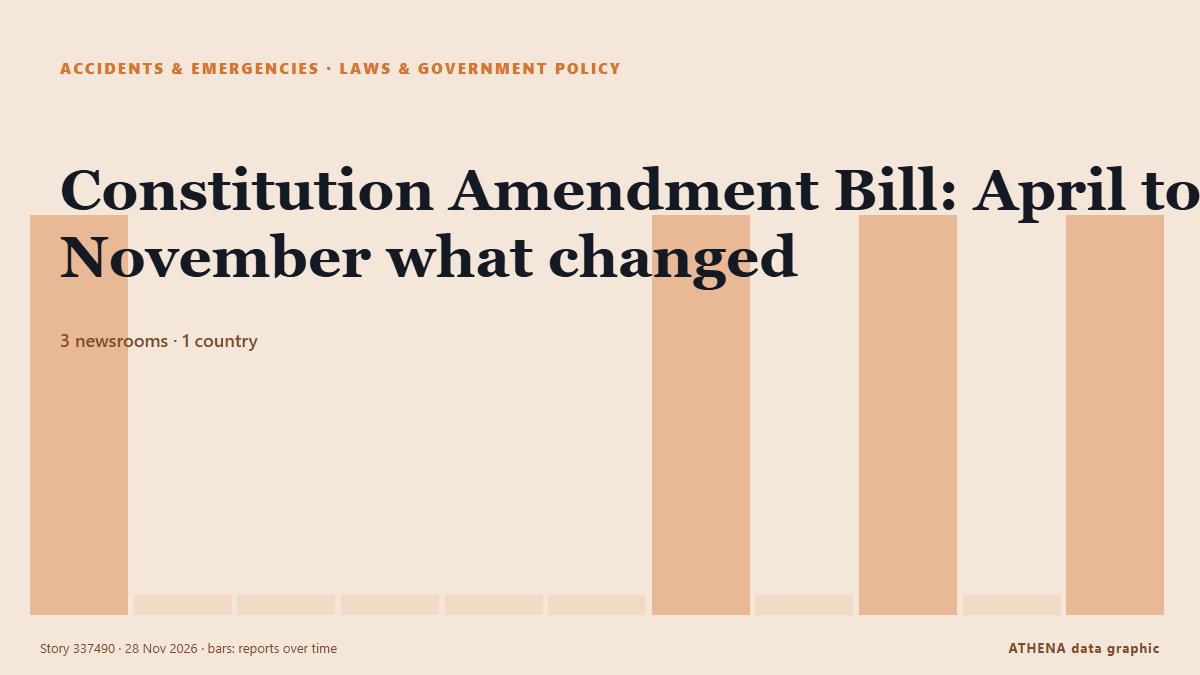 ACCIDENTS & EMERGENCIES · LAWS & GOVERNMENT POLICY
Constitution Amendment Bill: April to
November what changed
3 newsrooms · 1 country
Story 337490 · 28 Nov 2026 · bars: reports over time
ATHENA data graphic